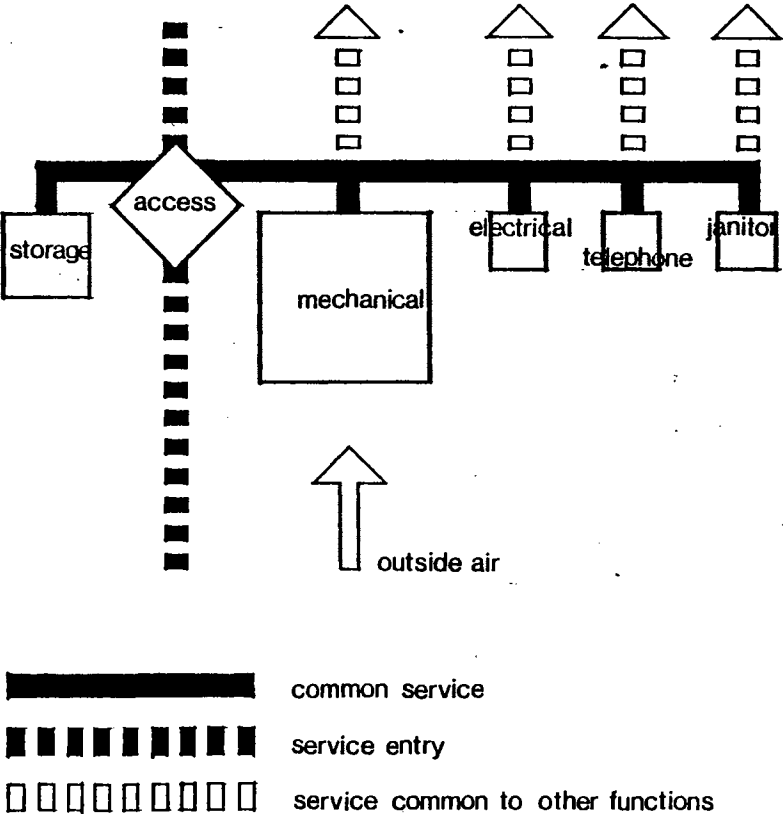 access
storage
mechanical
electrical
telephone
janitor
outside air
common service
service entry
service common to other functions